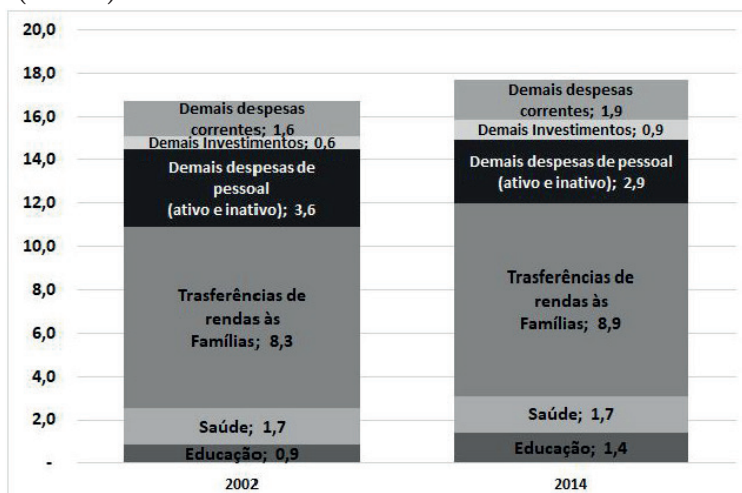 20,0
18,0
16,0
14,0
12,0
10,0
8,0
6,0
4,0
2,0
-
Demais despesas
correntes; 1,6
Demais Investimentos; 0,6
Demais despesas de
pessoal
(ativo e inativo); 3,6
Trasferências de
rendas às
Famílias; 8,3
Saúde; 1,7
Educação; 0,9
2002
Demais despesas
correntes; 1,9
Demais Investimentos; 0,9
Demais despesas de pessoal
(ativo e inativo); 2,9
Trasferências de
rendas às
Famílias; 8,9
Saúde; 1,7
Educação; 1,4
2014